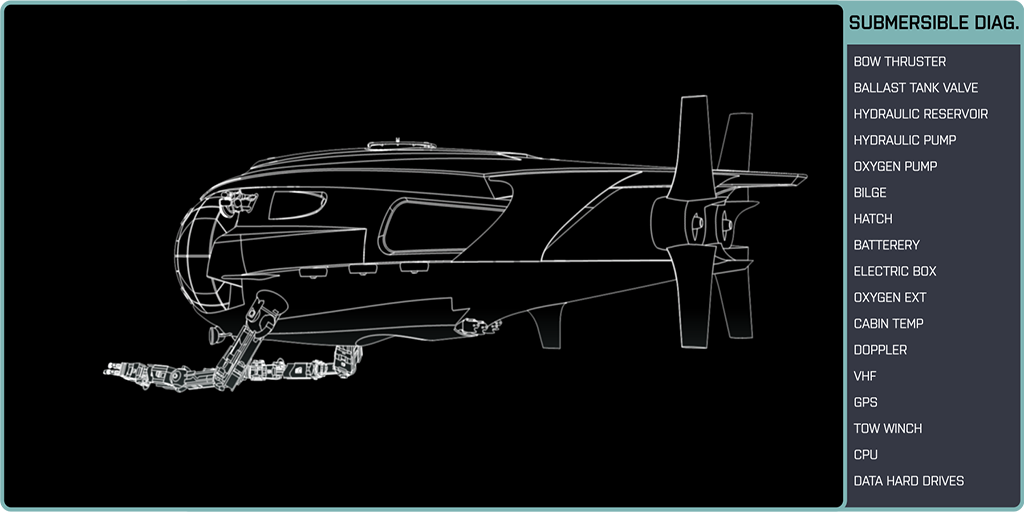 SUBMERSIBLE DIAG.
BOW THRUSTER
BALLAST TANK VALVE
HYDRAULIC RESERVOIR
HYDRAULIC PUMP
OXYGEN PUMP
BILGE
HATCH
BATTERERY
ELECTRIC BOX
OXYGEN EXT
CABIN TEMP
DOPPLER
VHF
GPS
TOW WINCH
CPU
DATA HARD DRIVES